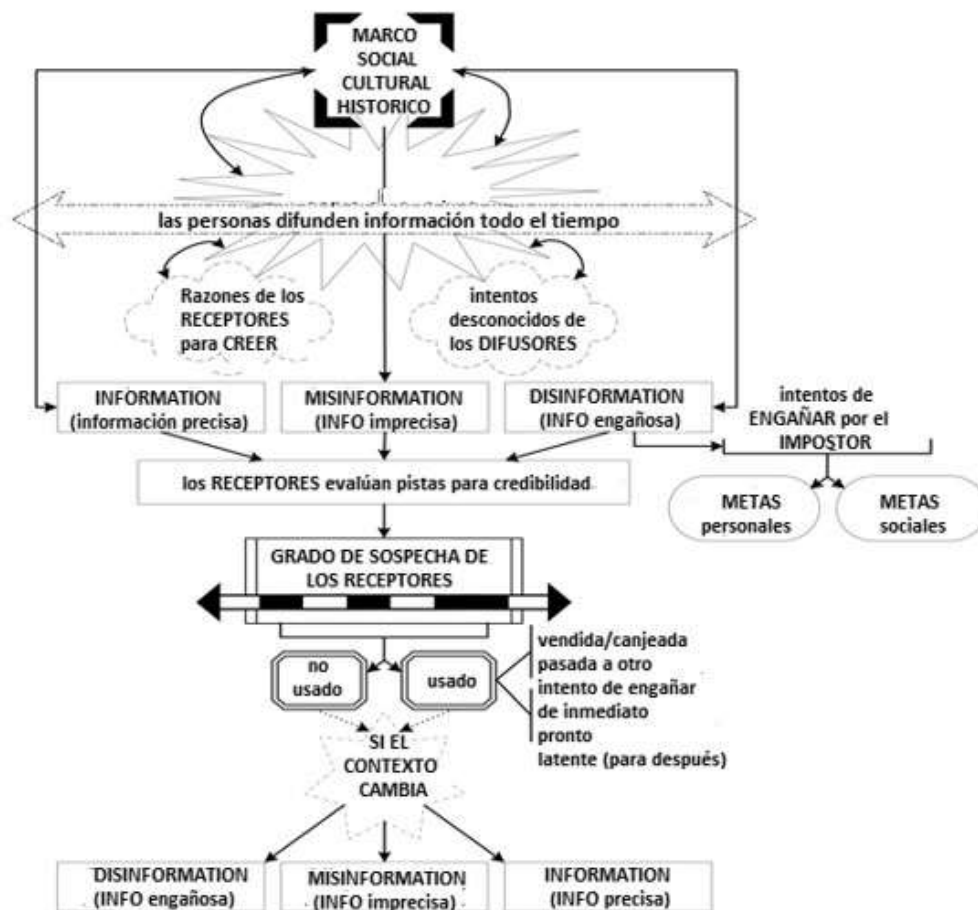 MARCO
SOCIAL
CULTURAL
HISTORICO
las personas difunden información todo el tiempo
Razones de los
RECEPTORES
para CREER
intentos
desconocidos de
los DIFUSORES
INFORMATION
(información precisa)
MISINFORMATION
(INFO imprecisa)
DISINFORMATION
(INFO engañosa)
intentos de
ENGAÑAR por el
IMPOSTOR
METAS
personales
METAS
sociales
los RECEPTORES evalúan pistas para credibilidad
GRADO DE SOSPECHA DE
LOS RECEPTORES
no
usado
usado
vendida/canjeada
pasada a otro
intento de engañar
de inmediato
pronto
latente (para después)
SI EL
CONTEXTO
CAMBIA
DISINFORMATION
(INFO engañosa)
MISINFORMATION
(INFO imprecisa)
INFORMATION
(INFO precisa)